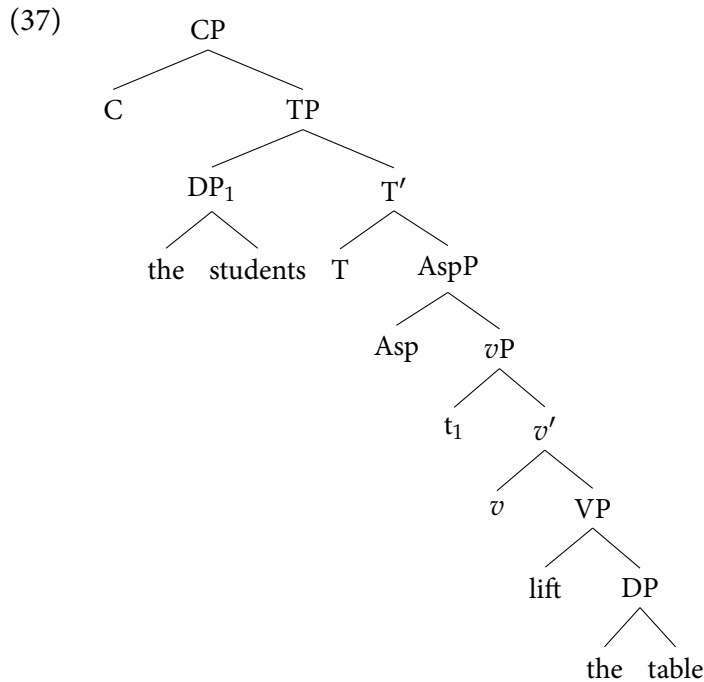 (37)
CP
C TP
DP₁ T′
the students T AspP
Asp vP
t₁ v′
v VP
lift DP
the table